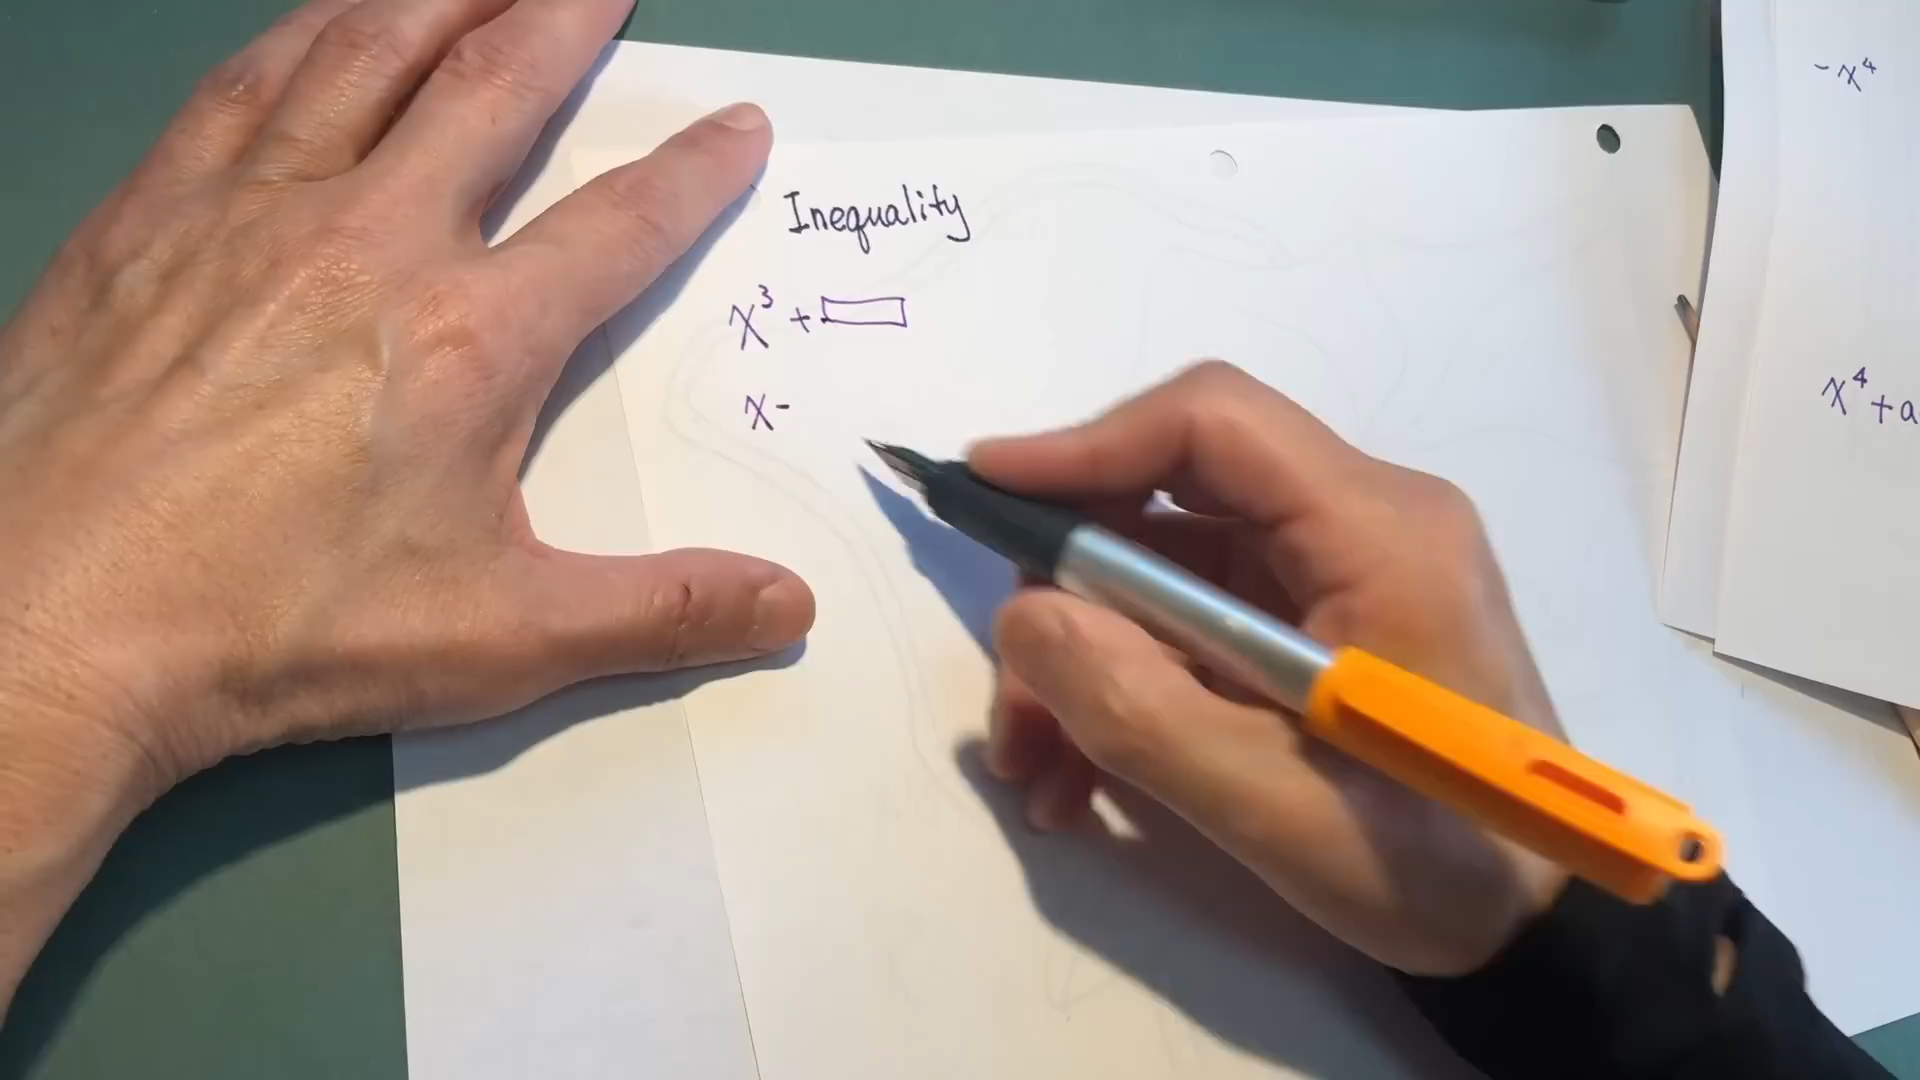 Inequality
x³ + ▭
x-
-x⁴
x⁴+a